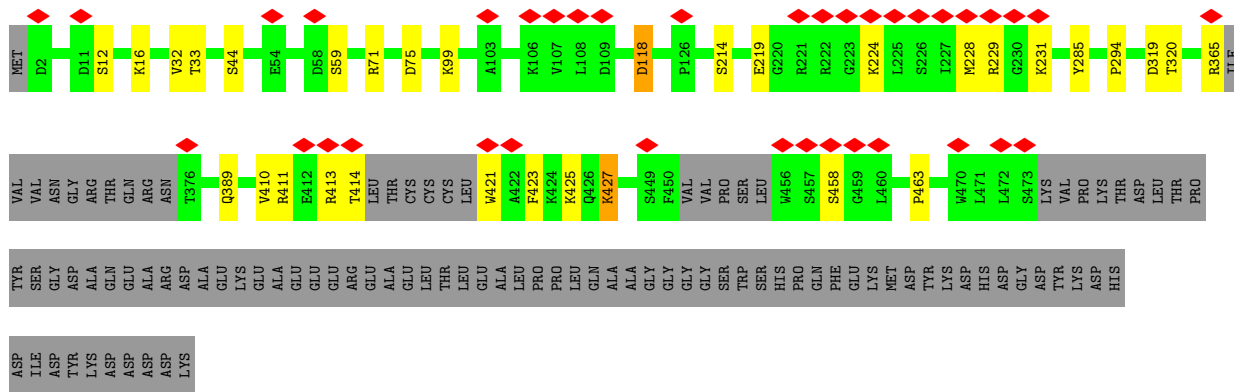 MET D2 D11 S12 K16 V32 T33 S44 E54 D58 S59 R71 D75 K99 A103 K106 V107 L108 D109 D118 P126 S214 E219 G220 R221 R222 G223 K224 L225 S226 I227 M228 R229 G230 K231 Y285 P294 D319 T320 R365 ILE
VAL VAL ASN GLY ARG THR GLN ARG ASN T376 Q389 V410 R411 E412 R413 T414 LEU THR CYS CYS CYS LEU W421 A422 F423 K424 K425 Q426 K427 S449 F450 VAL VAL PRO SER LEU W456 S457 S458 G459 L460 P463 W470 L471 L472 S473 LYS VAL PRO LYS THR ASP LEU THR PRO
TYR SER GLY ASP ALA GLN GLU ALA ARG ASP ALA GLU LYS GLU ALA GLU GLU GLU ARG GLU ALA GLU LEU THR LEU GLU ALA LEU PRO PRO LEU GLN ALA ALA GLY GLY GLY GLY SER TRP SER HIS PRO GLN PHE GLU LYS MET ASP TYR LYS ASP HIS ASP GLY ASP TYR LYS ASP HIS
ASP ILE ASP TYR LYS ASP ASP ASP ASP LYS